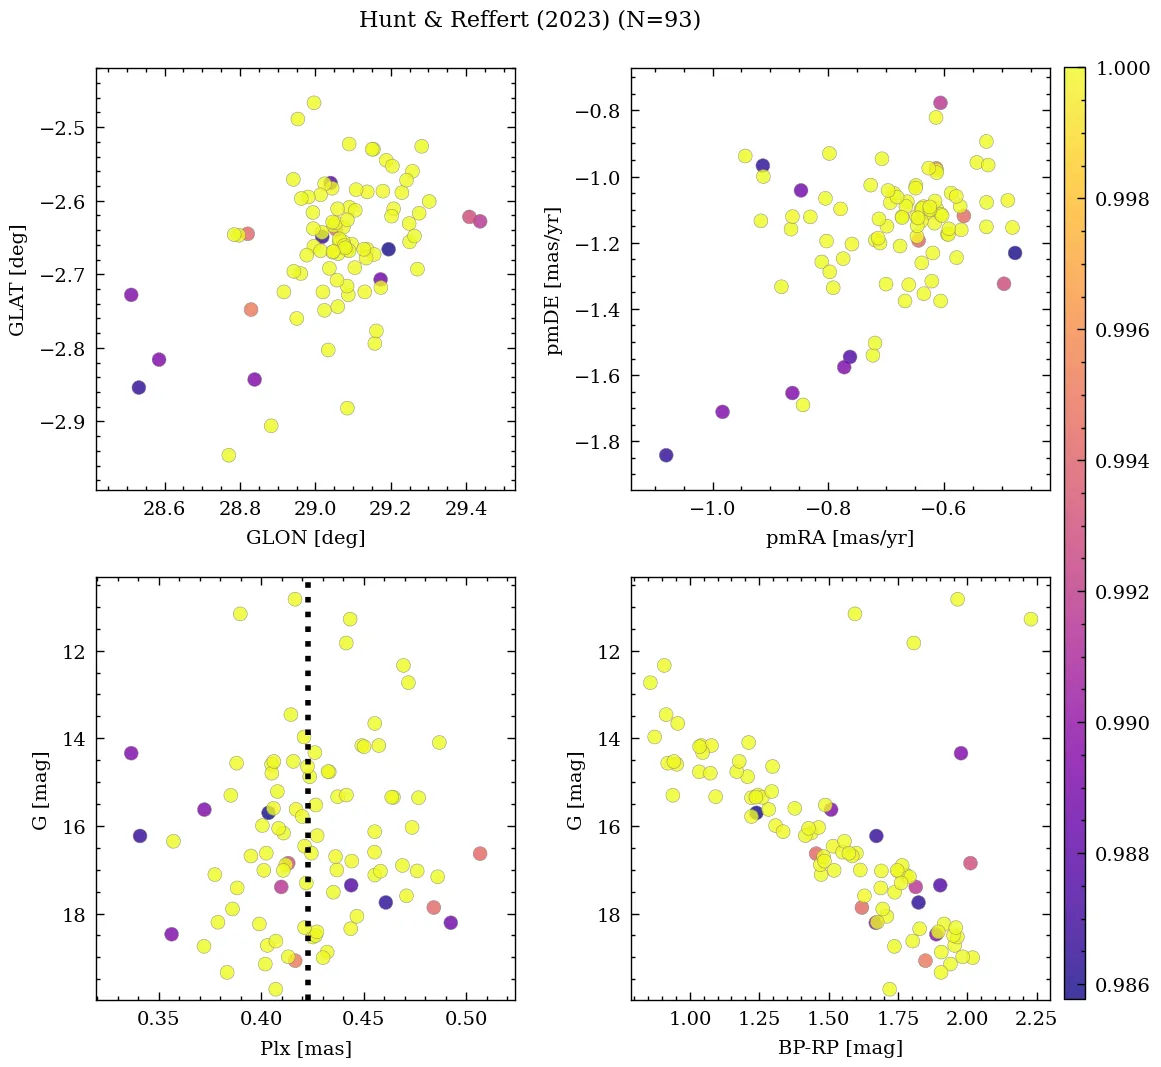 Hunt & Reffert (2023) (N=93)
−2.5
−2.6
−2.7
−2.8
−2.9
GLAT [deg]
28.6 28.8 29.0 29.2 29.4
GLON [deg]
−0.8
−1.0
−1.2
−1.4
−1.6
−1.8
pmDE [mas/yr]
−1.0 −0.8 −0.6
pmRA [mas/yr]
12
14
16
18
G [mag]
0.35 0.40 0.45 0.50
Plx [mas]
12
14
16
18
G [mag]
1.00 1.25 1.50 1.75 2.00 2.25
BP-RP [mag]
1.000
0.998
0.996
0.994
0.992
0.990
0.988
0.986